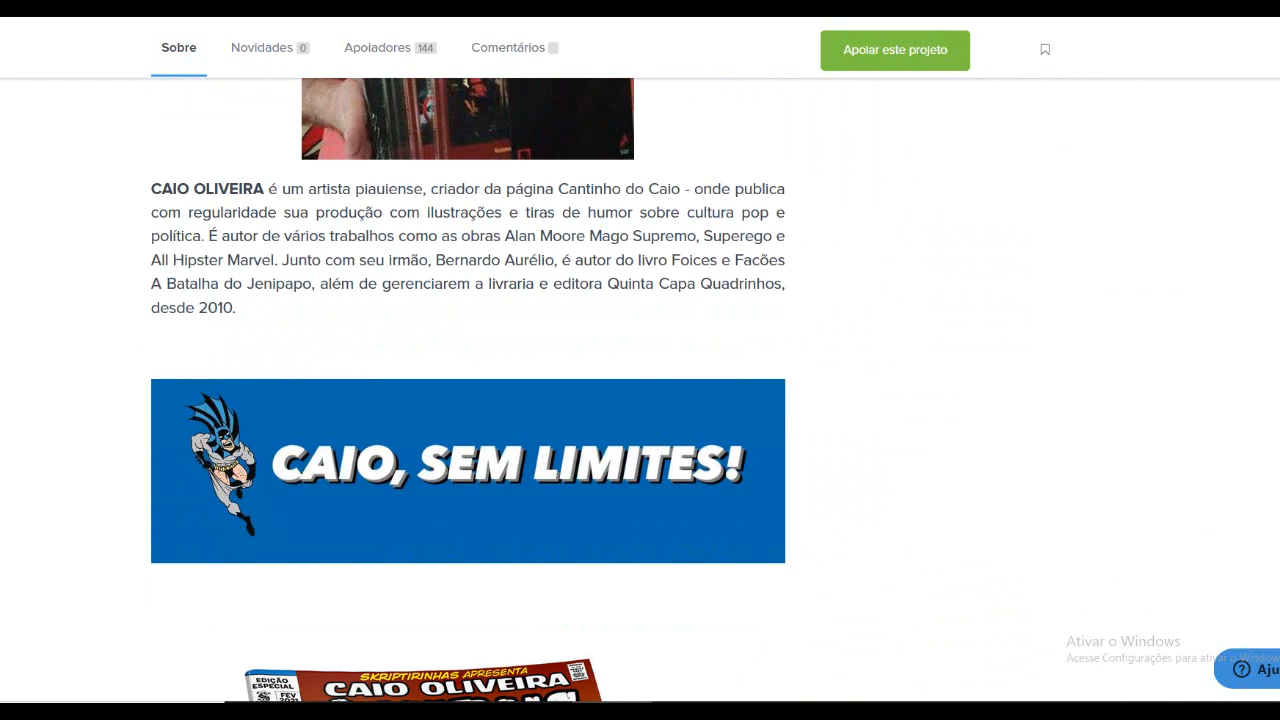 Sobre
Novidades 0
Apoiadores 144
Comentários
Apoiar este projeto
CAIO OLIVEIRA é um artista piauiense, criador da página Cantinho do Caio - onde publica
com regularidade sua produção com ilustrações e tiras de humor sobre cultura pop e
política. É autor de vários trabalhos como as obras Alan Moore Mago Supremo, Superego e
All Hipster Marvel. Junto com seu irmão, Bernardo Aurélio, é autor do livro Foices e Facões
A Batalha do Jenipapo, além de gerenciarem a livraria e editora Quinta Capa Quadrinhos,
desde 2010.
CAIO, SEM LIMITES!
Ativar o Windows
Acesse Configurações para ativar o Windows
Aju
SKRIPTIRINHAS APRESENTA
EDIÇÃO
ESPECIAL
CAIO OLIVEIRA
FEV